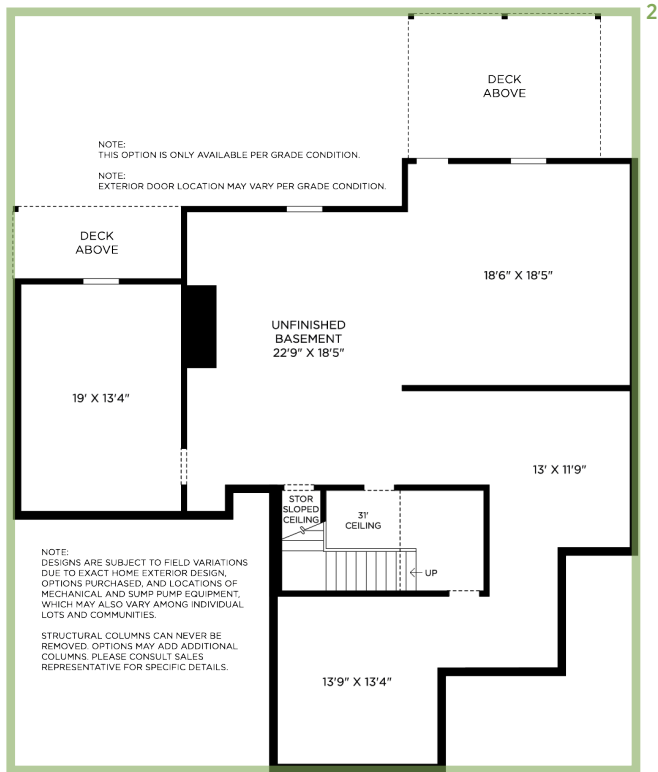 2
DECK
ABOVE
NOTE:
THIS OPTION IS ONLY AVAILABLE PER GRADE CONDITION.
NOTE:
EXTERIOR DOOR LOCATION MAY VARY PER GRADE CONDITION.
DECK
ABOVE
18'6" X 18'5"
UNFINISHED
BASEMENT
22'9" X 18'5"
19' X 13'4"
13' X 11'9"
STOR
SLOPED
CEILING
31'
CEILING
UP
NOTE:
DESIGNS ARE SUBJECT TO FIELD VARIATIONS
DUE TO EXACT HOME EXTERIOR DESIGN,
OPTIONS PURCHASED, AND LOCATIONS OF
MECHANICAL AND SUMP PUMP EQUIPMENT,
WHICH MAY ALSO VARY AMONG INDIVIDUAL
LOTS AND COMMUNITIES.
STRUCTURAL COLUMNS CAN NEVER BE
REMOVED. OPTIONS MAY ADD ADDITIONAL
COLUMNS. PLEASE CONSULT SALES
REPRESENTATIVE FOR SPECIFIC DETAILS.
13'9" X 13'4"